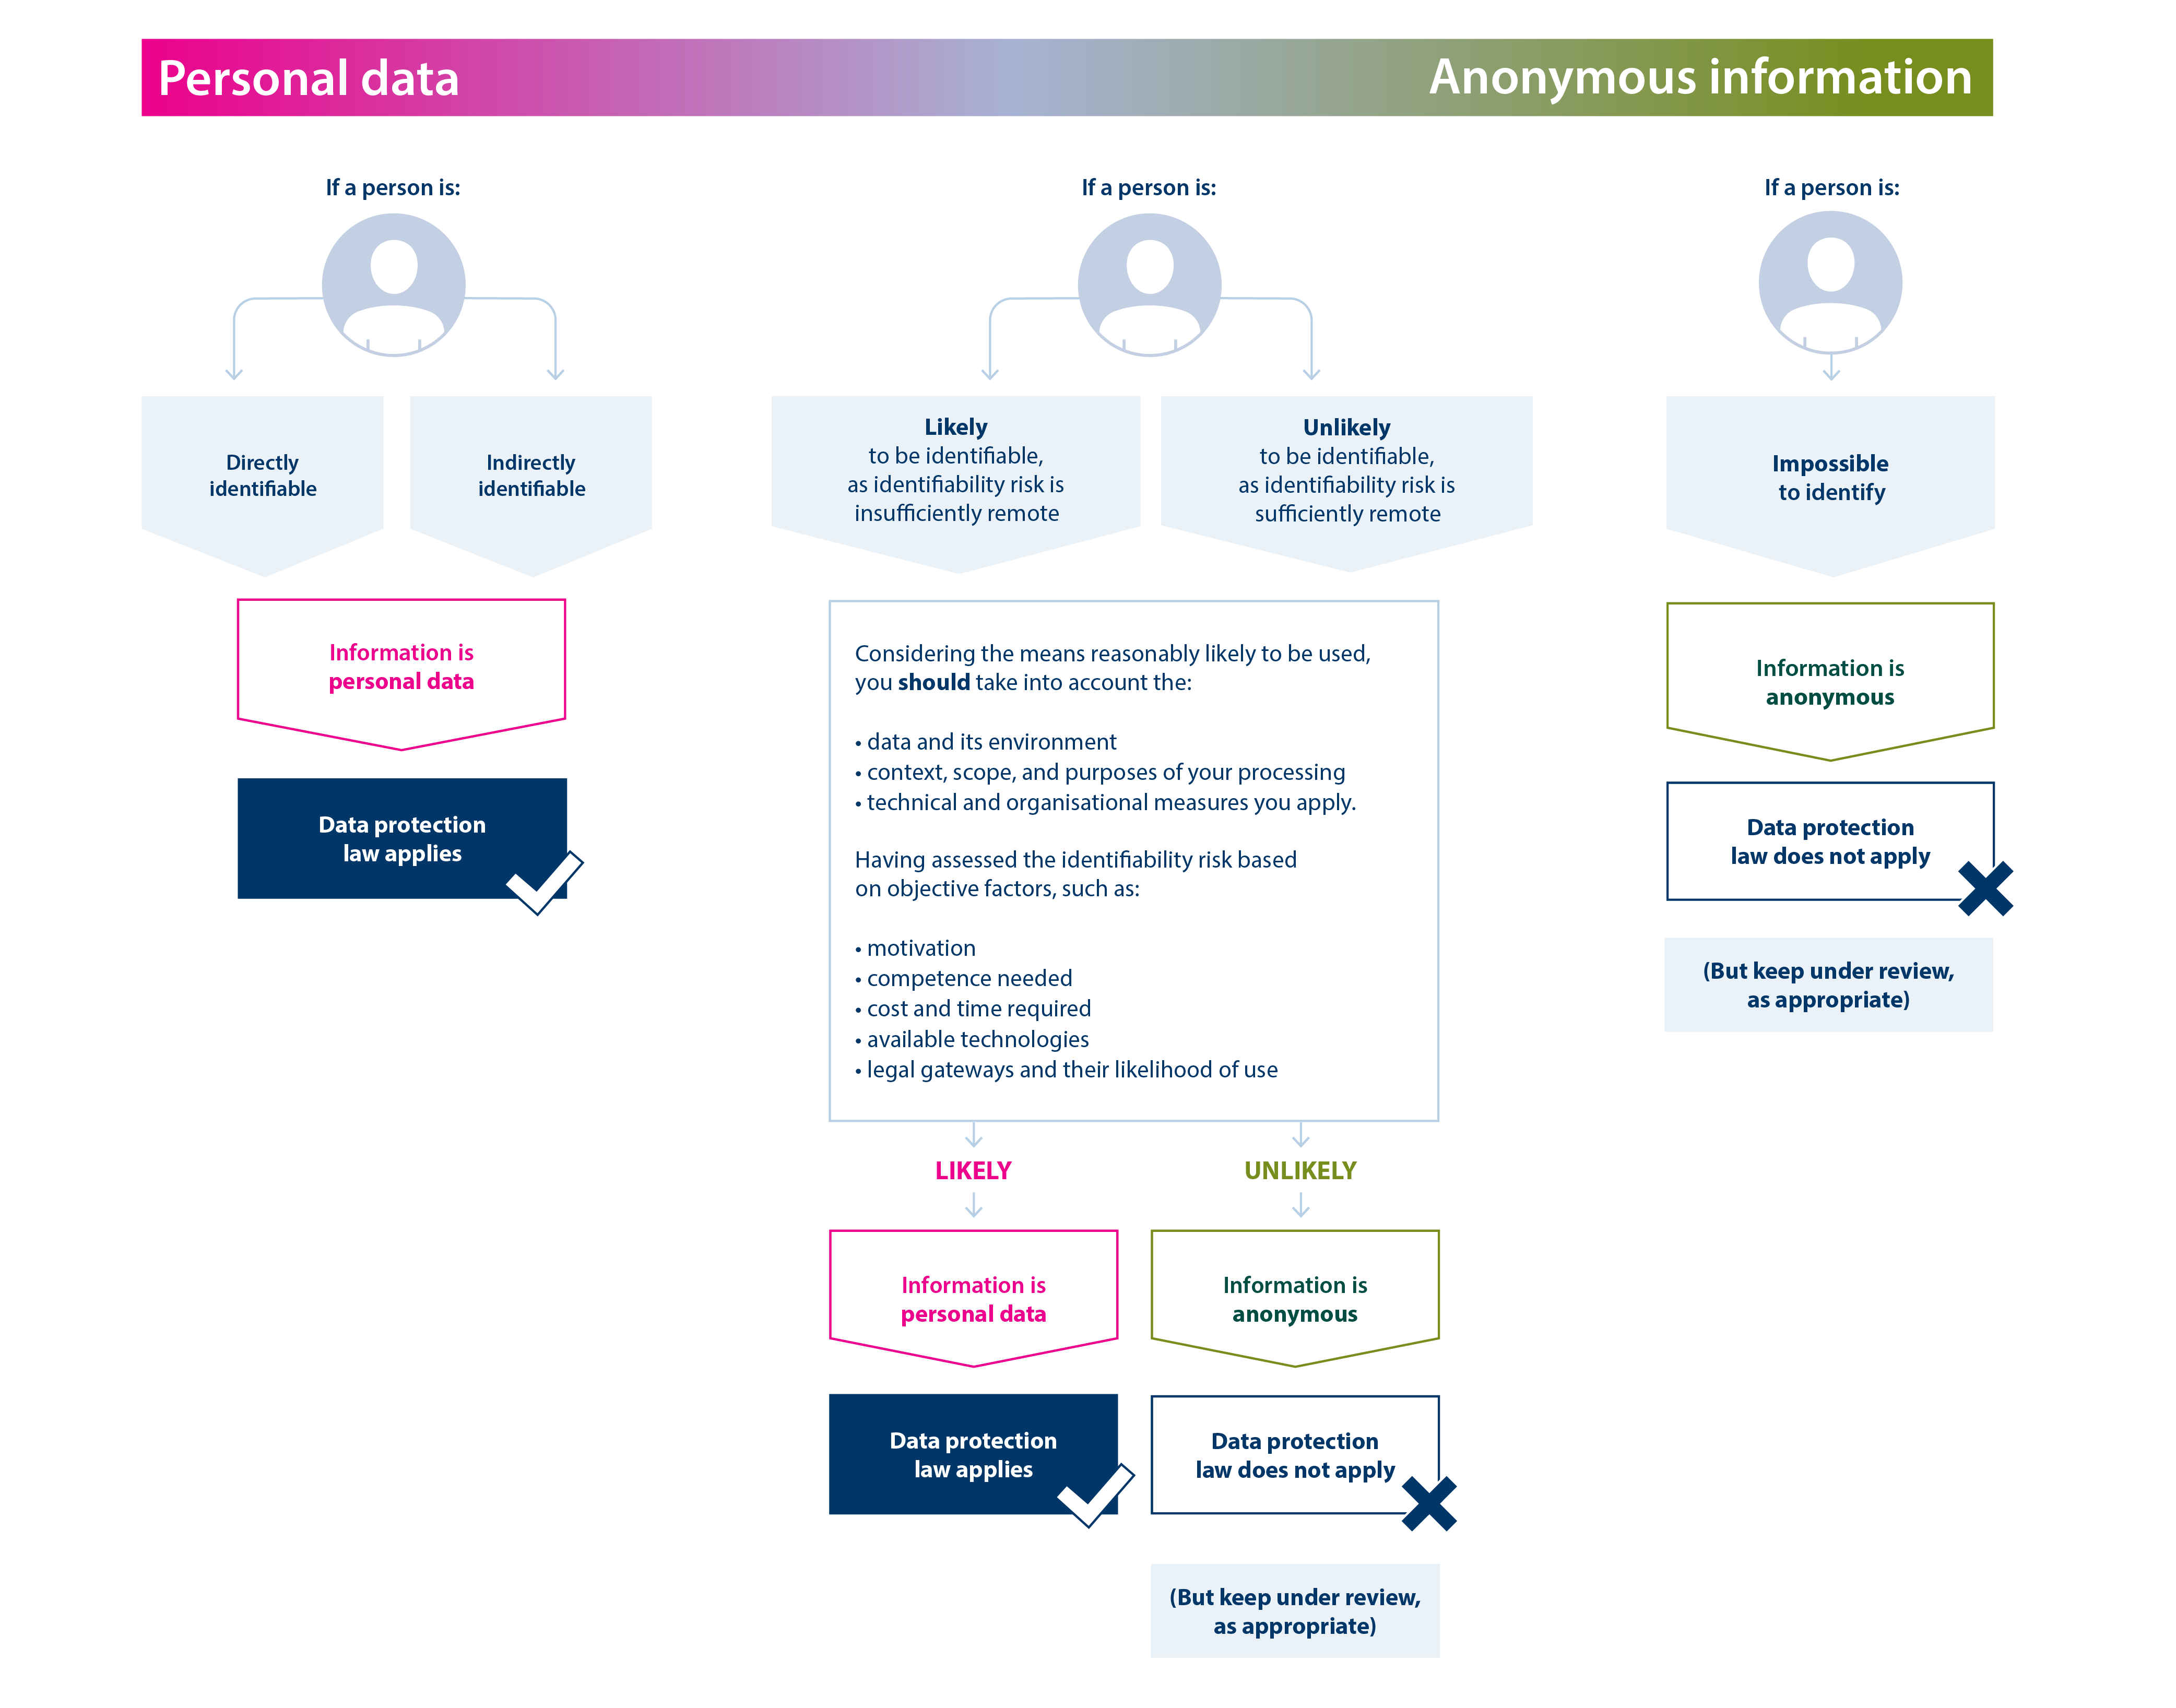 Personal data
Anonymous information
If a person is:
Directly
identifiable
Indirectly
identifiable
Information is
personal data
Data protection
law applies
If a person is:
Likely
to be identifiable,
as identifiability risk is
insufficiently remote
Unlikely
to be identifiable,
as identifiability risk is
sufficiently remote
Considering the means reasonably likely to be used,
you should take into account the:
• data and its environment
• context, scope, and purposes of your processing
• technical and organisational measures you apply.
Having assessed the identifiability risk based
on objective factors, such as:
• motivation
• competence needed
• cost and time required
• available technologies
• legal gateways and their likelihood of use
LIKELY
Information is
personal data
Data protection
law applies
UNLIKELY
Information is
anonymous
Data protection
law does not apply
(But keep under review,
as appropriate)
If a person is:
Impossible
to identify
Information is
anonymous
Data protection
law does not apply
(But keep under review,
as appropriate)